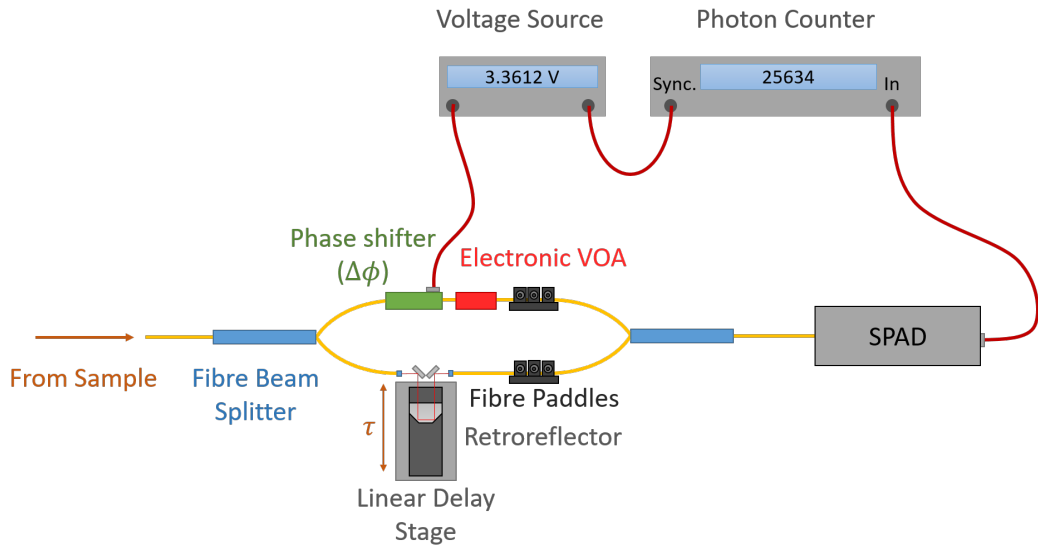 Voltage Source
Photon Counter
3.3612 V
25634
Sync.
In
Phase shifter
(Δϕ)
Electronic VOA
SPAD
From Sample
Fibre Beam
Splitter
Fibre Paddles
τ
Retroreflector
Linear Delay
Stage